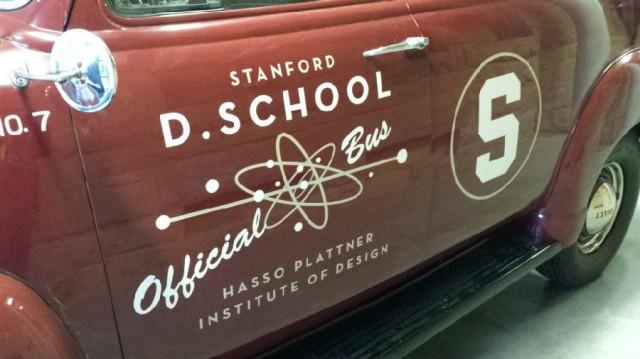 STANFORD
D.SCHOOL
Official Bus
HASSO PLATTNER
INSTITUTE OF DESIGN
S
NO. 7